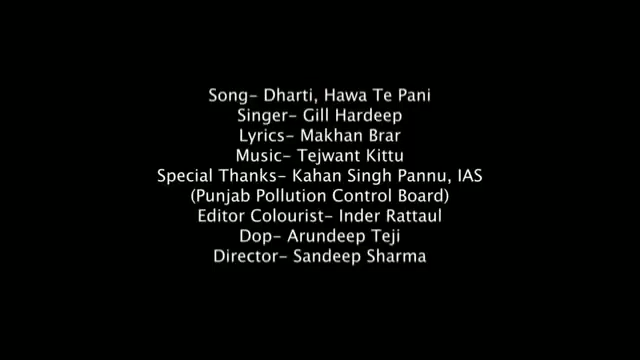 Song- Dharti, Hawa Te Pani
Singer- Gill Hardeep
Lyrics- Makhan Brar
Music- Tejwant Kittu
Special Thanks- Kahan Singh Pannu, IAS
(Punjab Pollution Control Board)
Editor Colourist- Inder Rattaul
Dop- Arundeep Teji
Director- Sandeep Sharma